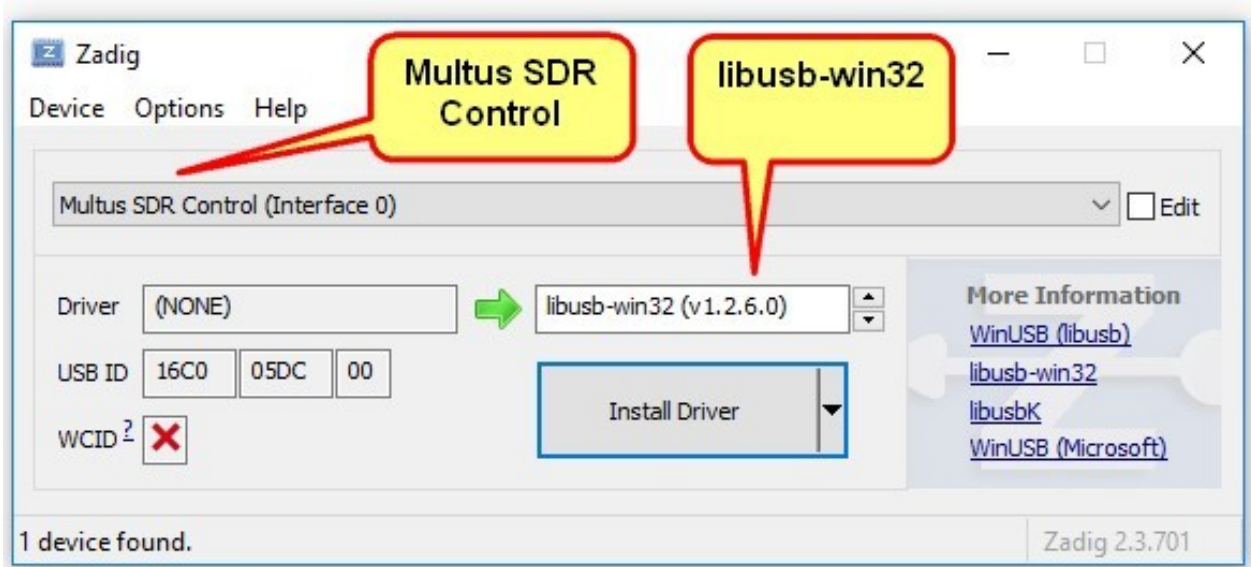 Zadig
Multus SDR
Control
libusb-win32
Device Options Help
Multus SDR Control (Interface 0)
Edit
Driver (NONE) libusb-win32 (v1.2.6.0)
USB ID 16C0 05DC 00
WCID ?
Install Driver
More Information
WinUSB (libusb)
libusb-win32
libusbK
WinUSB (Microsoft)
1 device found.
Zadig 2.3.701